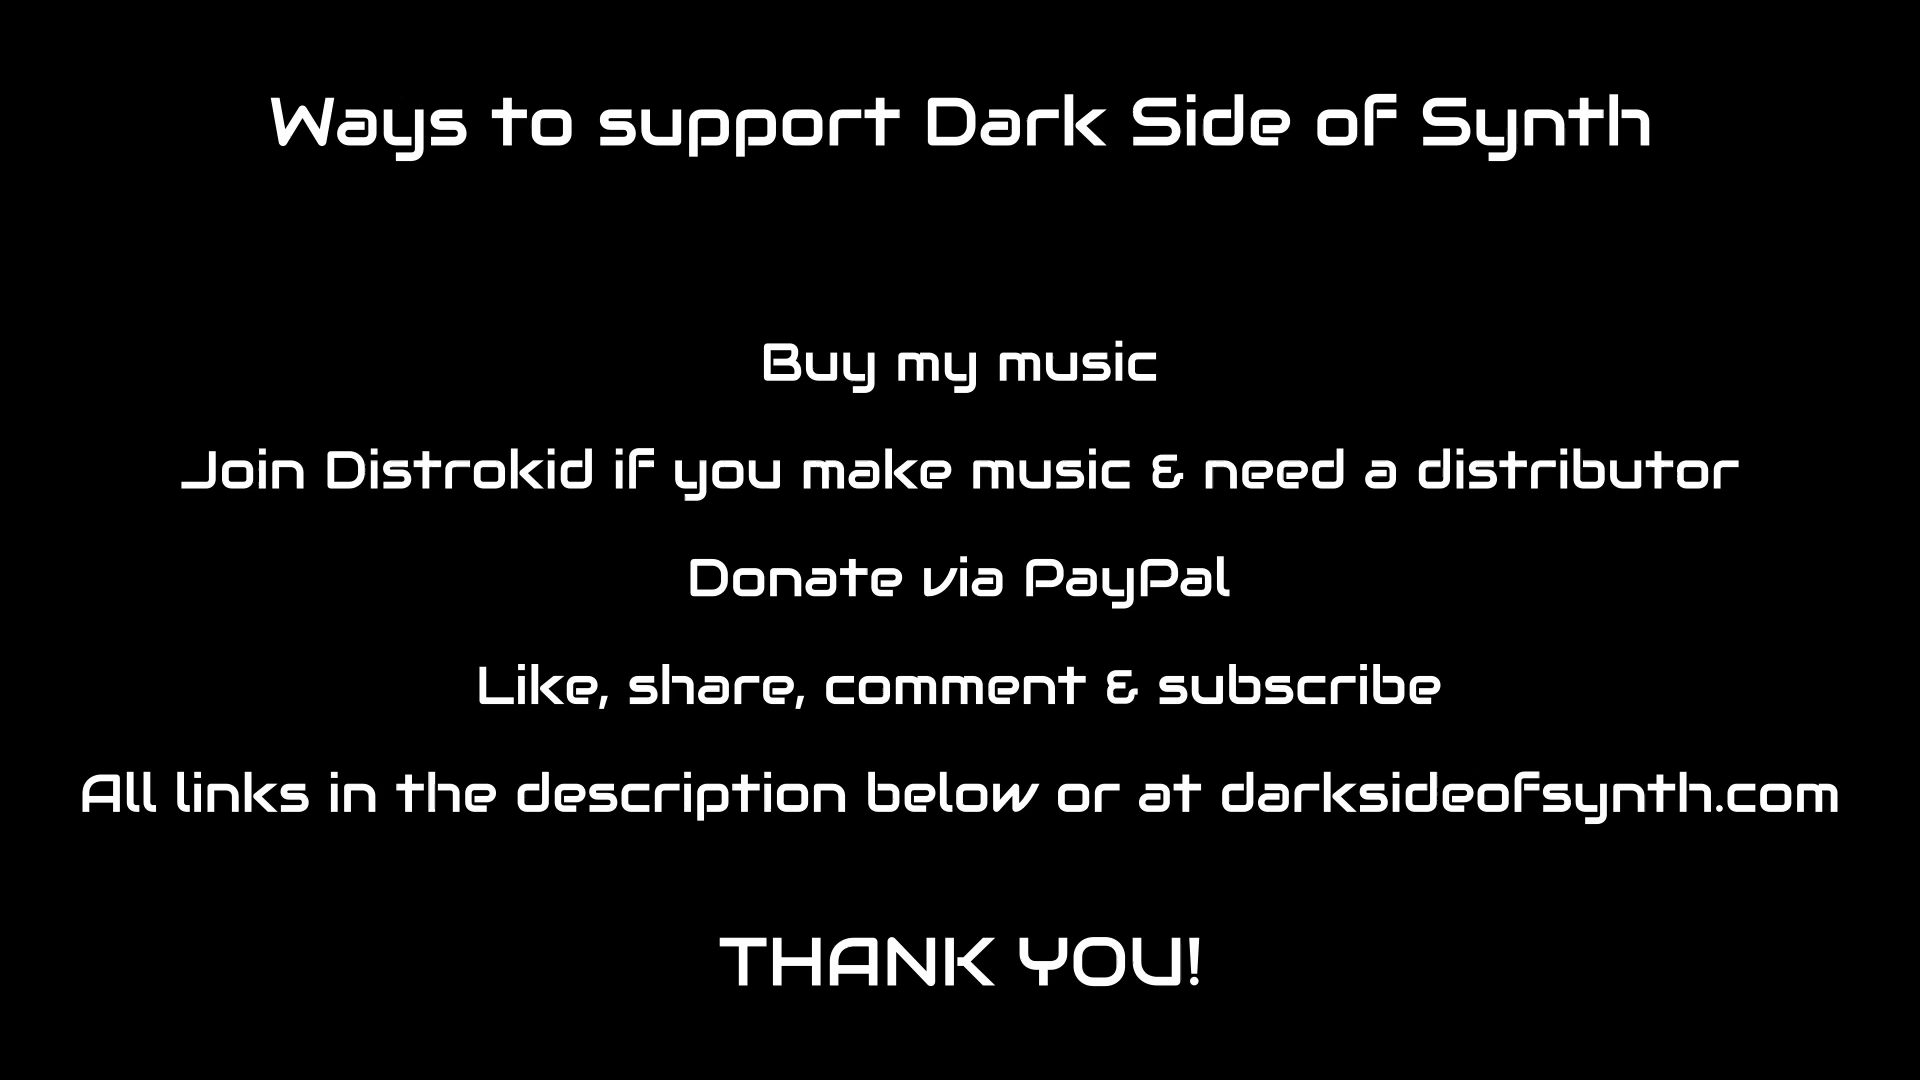 Ways to support Dark Side of Synth
Buy my music
Join Distrokid if you make music & need a distributor
Donate via PayPal
Like, share, comment & subscribe
All links in the description below or at darksideofsynth.com
THANK YOU!